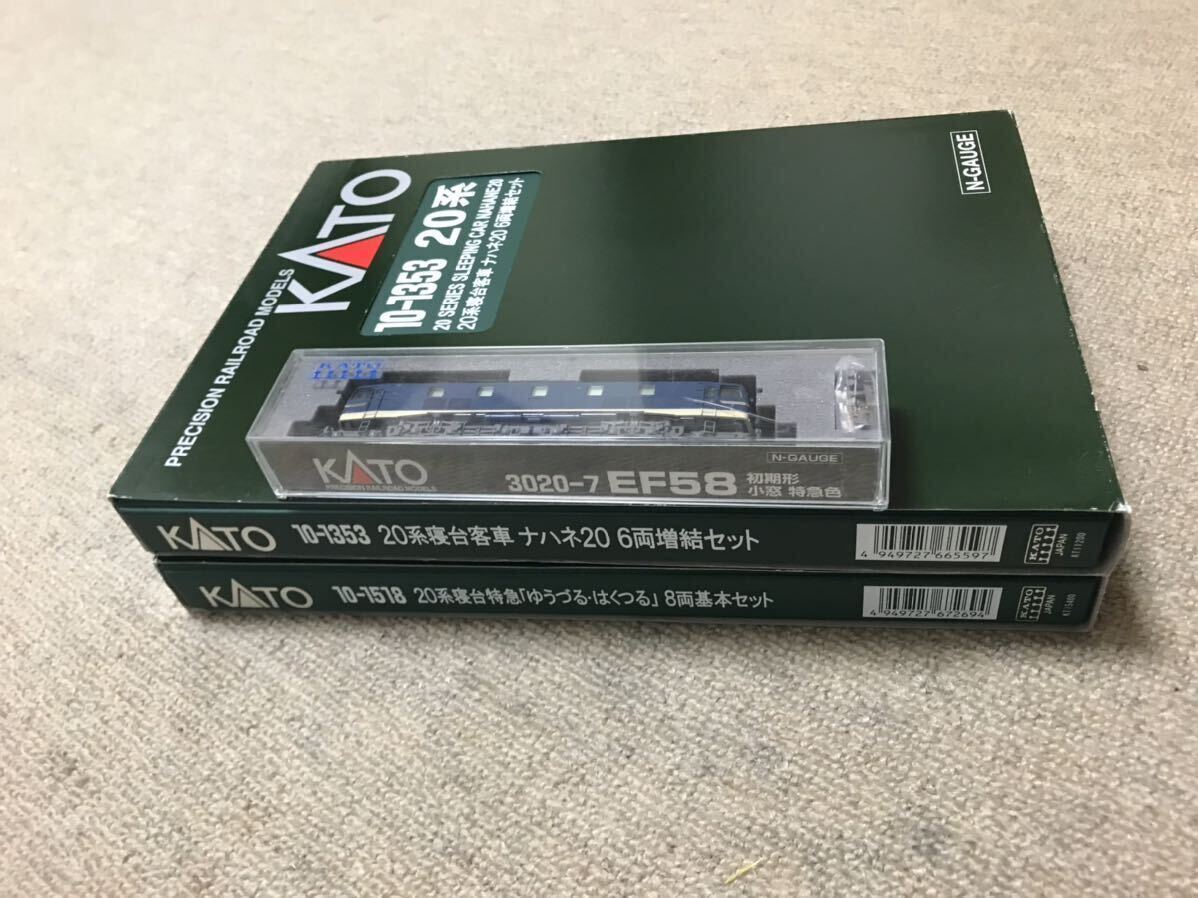 PRECISION RAILROAD MODELS
KATO
10-1353 20系
20 SERIES SLEEPING CAR NAHANE20
20系寝台客車 ナハネ20 6両増結セット
N-GAUGE
KATO
KATO
PRECISION RAILROAD MODELS
3020-7 EF58 初期形
小窓 特急色
N-GAUGE
KATO 10-1353 20系寝台客車 ナハネ20 6両増結セット
4 949727 665597
KATO
JAPAN
KT11200
KATO 10-1518 20系寝台特急「ゆうづる・はくつる」 8両基本セット
4 949727 672694
KATO
JAPAN
KT15400